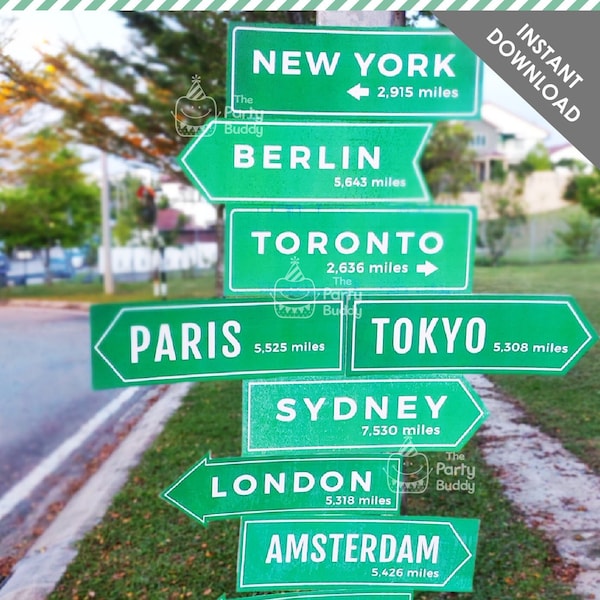 INSTANT
DOWNLOAD
NEW YORK
2,915 miles
The
Party
Buddy
BERLIN
5,643 miles
TORONTO
2,636 miles
The
Party
Buddy
PARIS
5,525 miles
TOKYO
5,308 miles
SYDNEY
7,530 miles
The
Party
Buddy
LONDON
5,318 miles
AMSTERDAM
5,426 miles